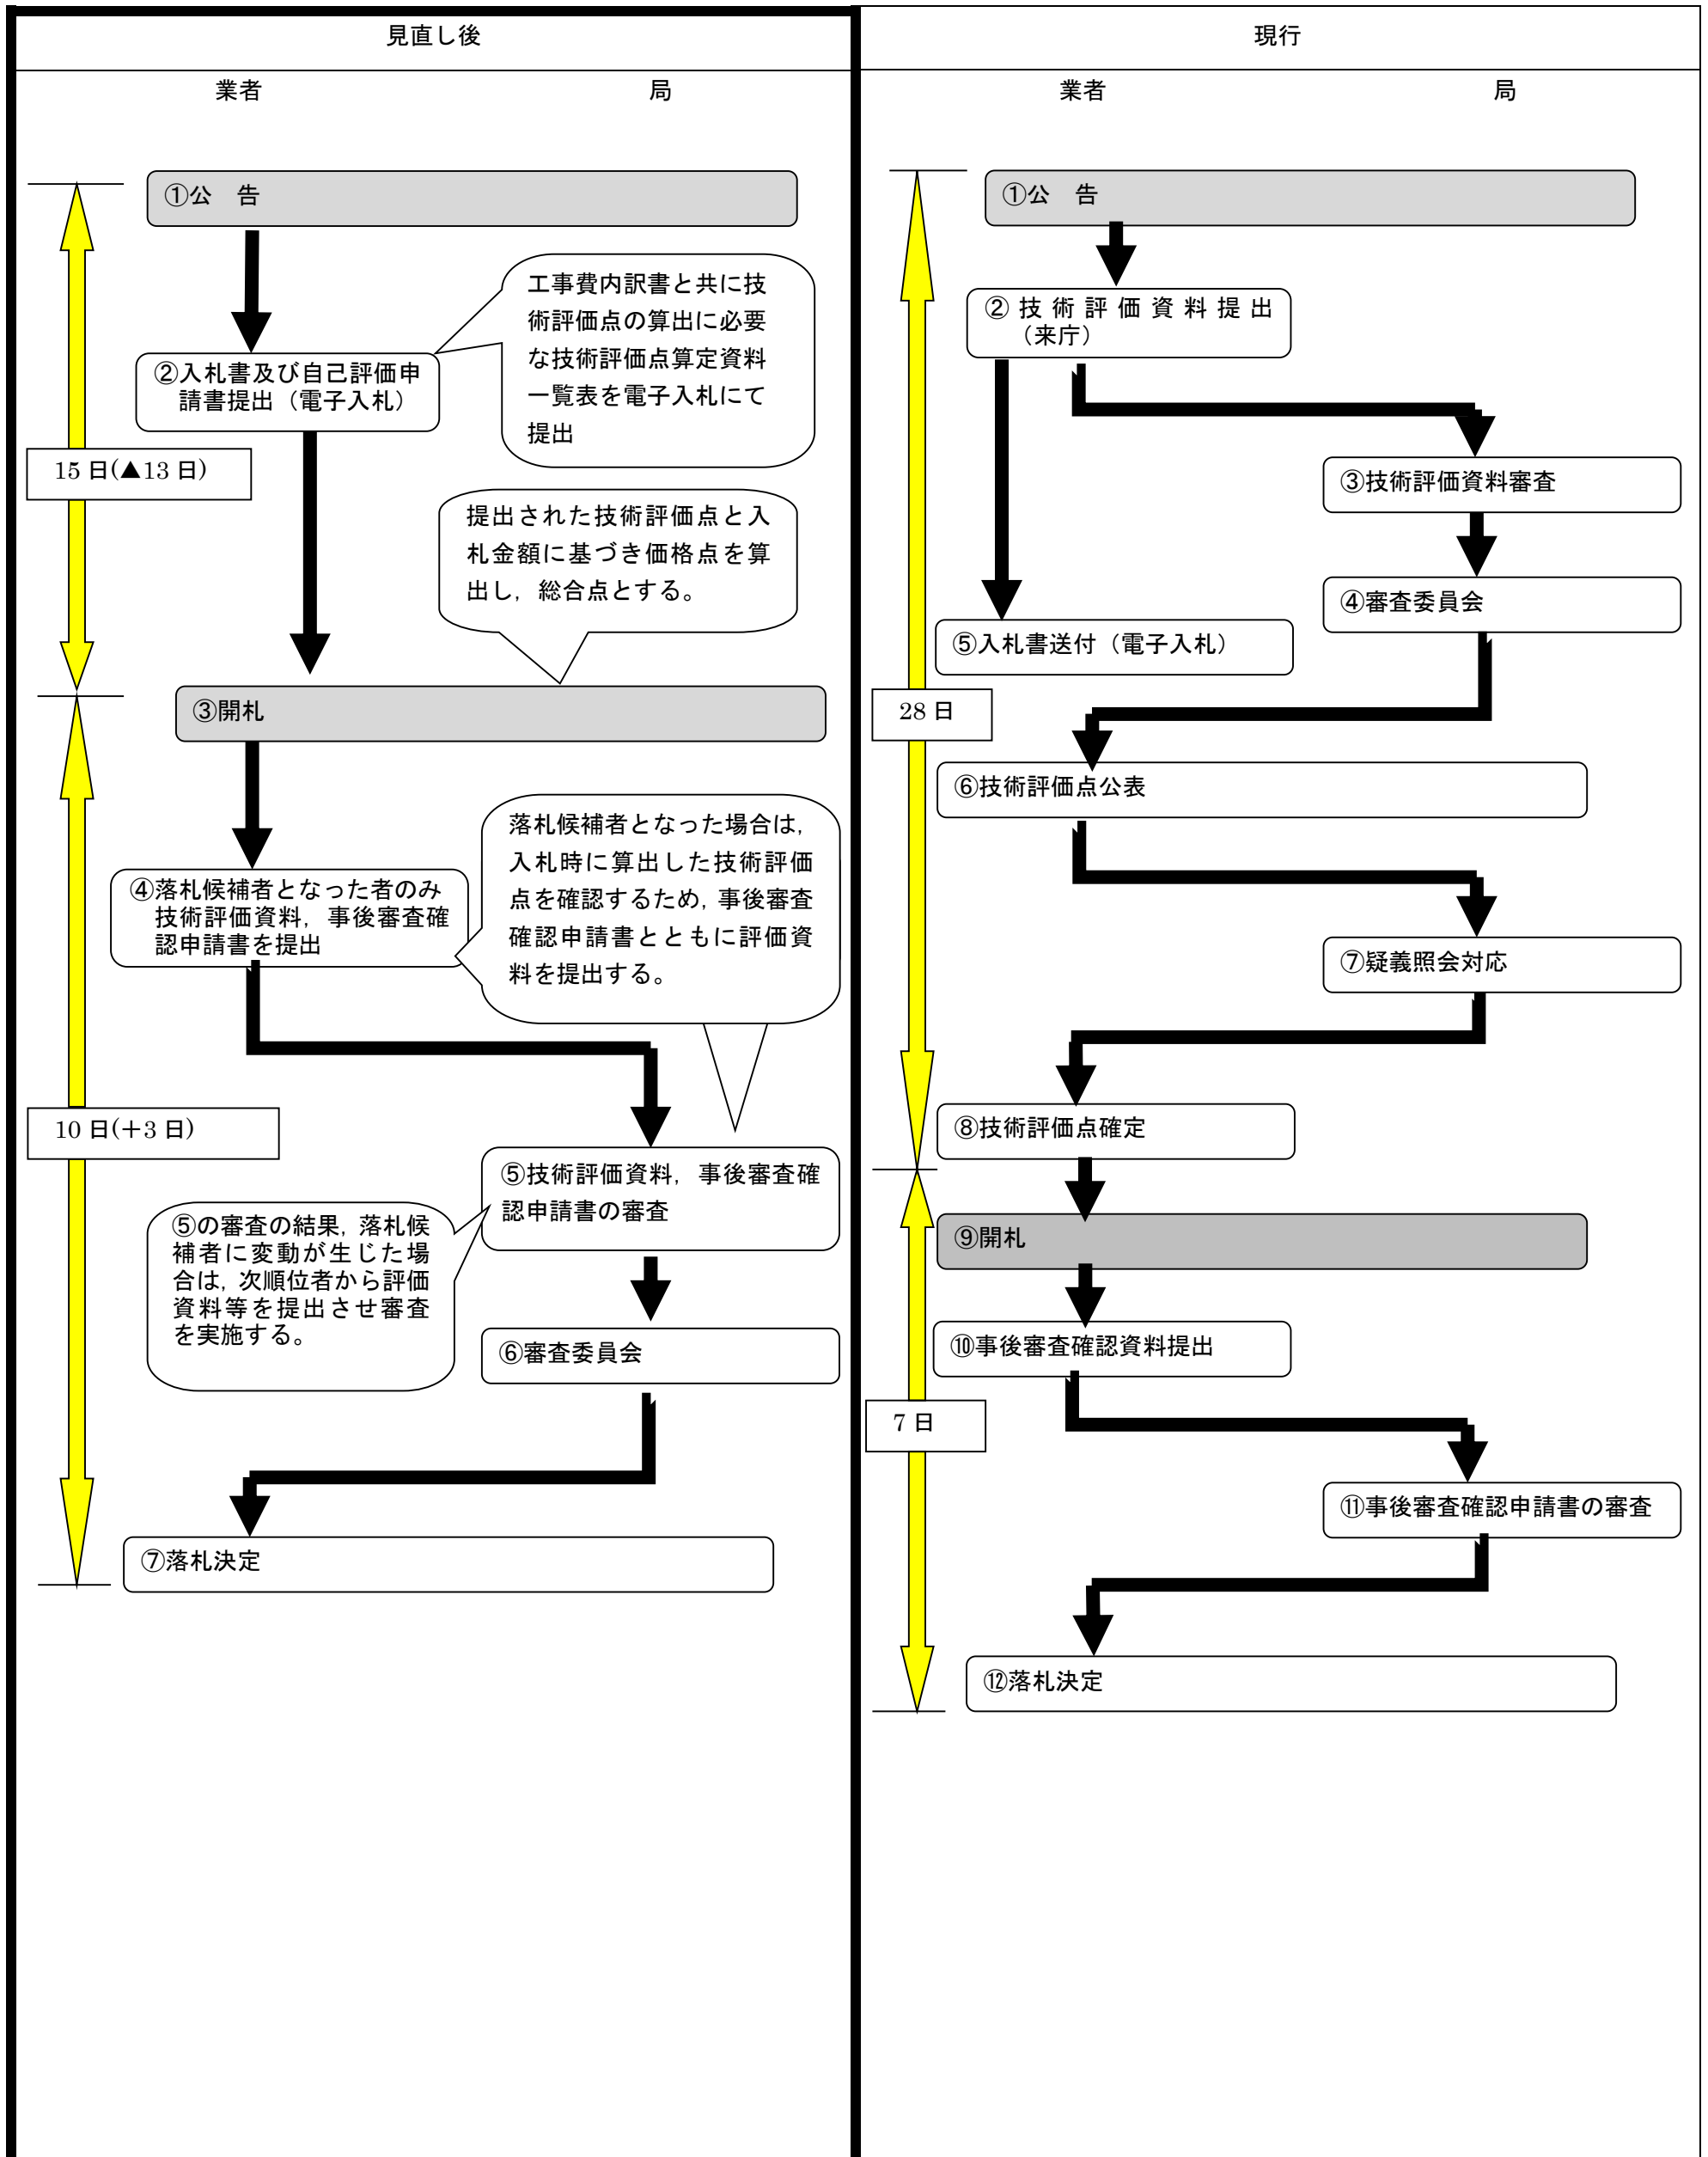 見直し後
業者
局
①公　告
工事費内訳書と共に技
術評価点の算出に必要
な技術評価点算定資料
一覧表を電子入札にて
提出
②入札書及び自己評価申
請書提出（電子入札）
15 日(▲13 日)
提出された技術評価点と入
札金額に基づき価格点を算
出し，総合点とする。
③開札
落札候補者となった場合は，
入札時に算出した技術評価
点を確認するため，事後審査
確認申請書とともに評価資
料を提出する。
④落札候補者となった者のみ
技術評価資料，事後審査確
認申請書を提出
10 日(＋3 日)
⑤技術評価資料，事後審査確
認申請書の審査
⑤の審査の結果，落札候
補者に変動が生じた場
合は，次順位者から評価
資料等を提出させ審査
を実施する。
⑥審査委員会
⑦落札決定
現行
業者
局
①公　告
②技術評価資料提出
（来庁）
③技術評価資料審査
④審査委員会
⑤入札書送付（電子入札）
28 日
⑥技術評価点公表
⑦疑義照会対応
⑧技術評価点確定
⑨開札
⑩事後審査確認資料提出
7 日
⑪事後審査確認申請書の審査
⑫落札決定